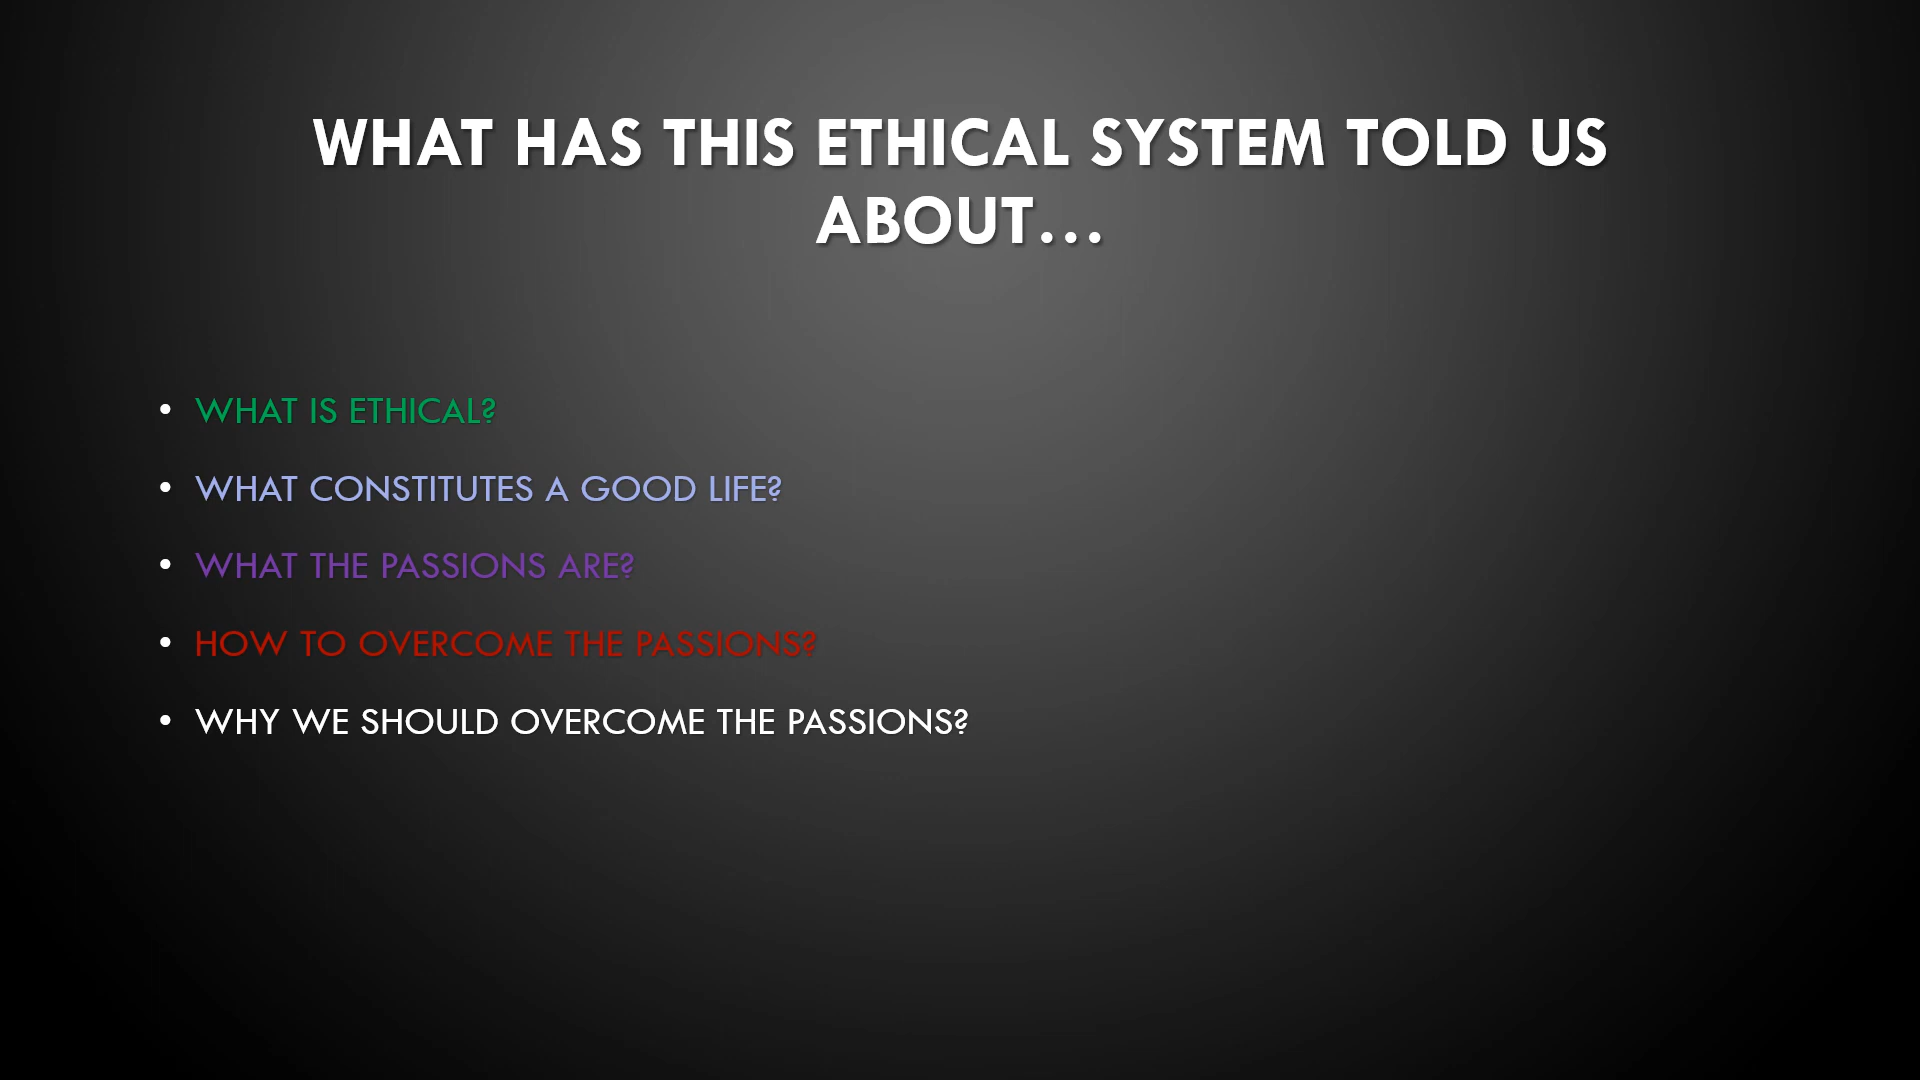 WHAT HAS THIS ETHICAL SYSTEM TOLD US
ABOUT...
• WHAT IS ETHICAL?
• WHAT CONSTITUTES A GOOD LIFE?
• WHAT THE PASSIONS ARE?
• HOW TO OVERCOME THE PASSIONS?
• WHY WE SHOULD OVERCOME THE PASSIONS?